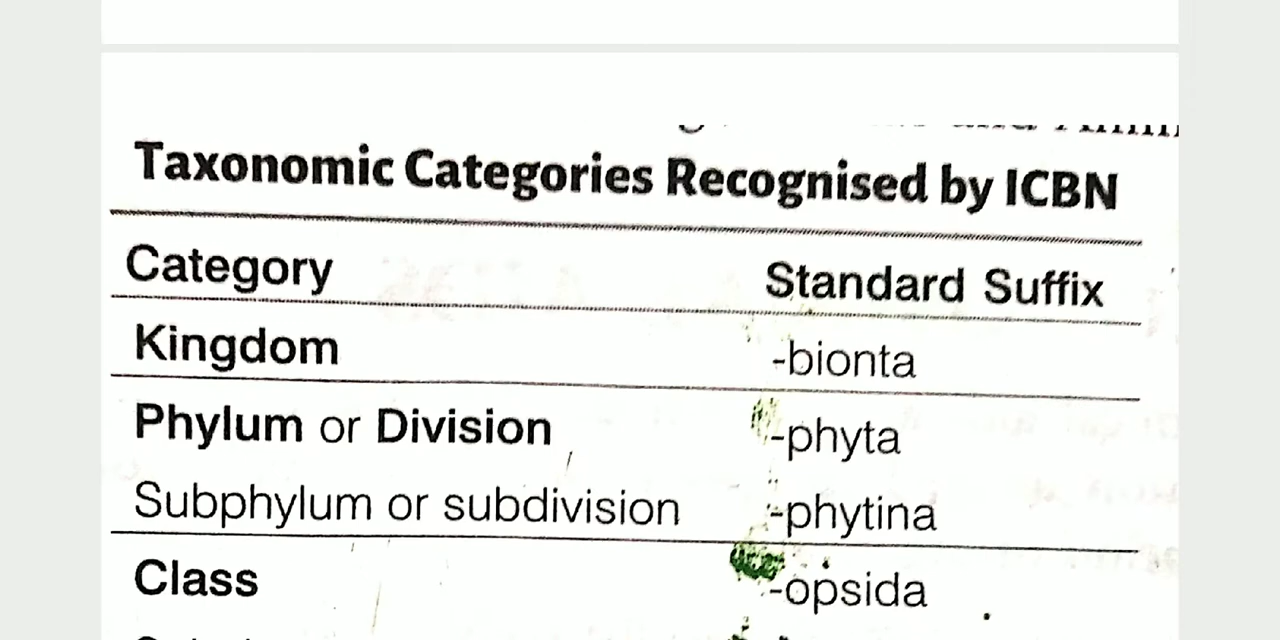 Taxonomic Categories Recognised by ICBN
Category Standard Suffix
Kingdom -bionta
Phylum or Division -phyta
Subphylum or subdivision -phytina
Class -opsida